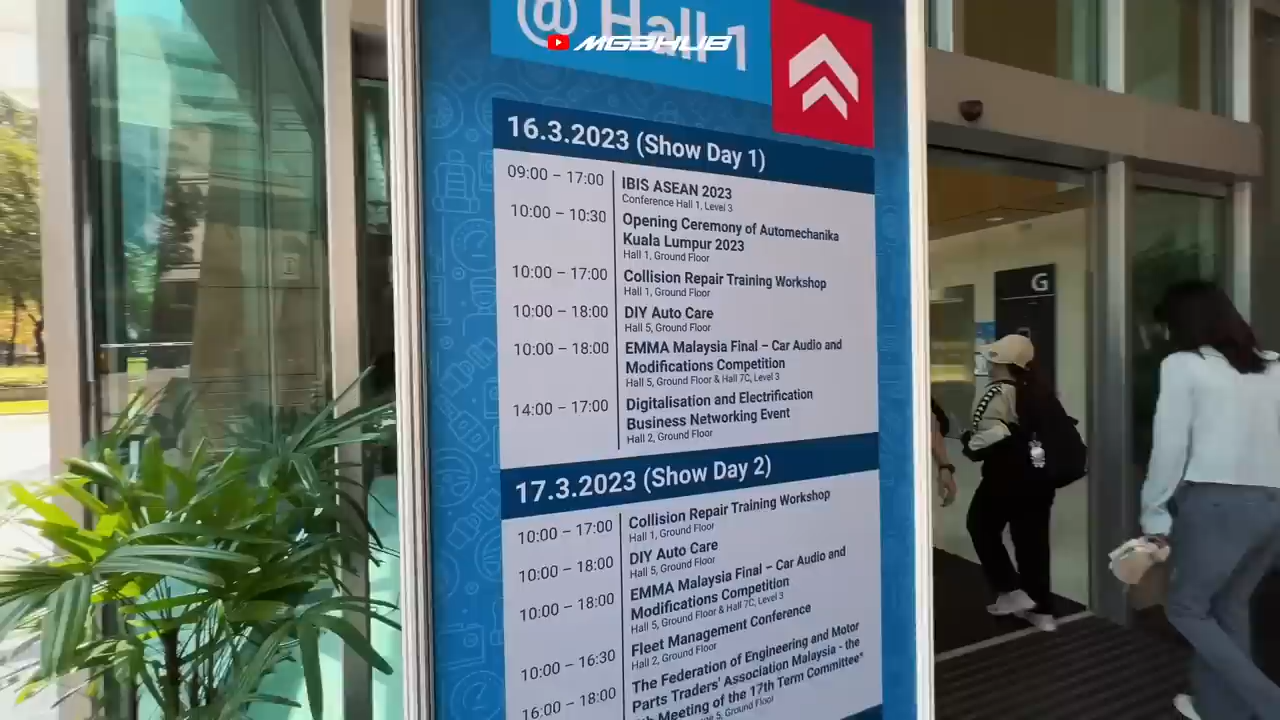 @ Hall 1
MG3HUB
16.3.2023 (Show Day 1)
09:00 – 17:00
IBIS ASEAN 2023
Conference Hall 1, Level 3
10:00 – 10:30
Opening Ceremony of Automechanika
Kuala Lumpur 2023
Hall 1, Ground Floor
10:00 – 17:00
Collision Repair Training Workshop
Hall 1, Ground Floor
10:00 – 18:00
DIY Auto Care
Hall 5, Ground Floor
10:00 – 18:00
EMMA Malaysia Final – Car Audio and
Modifications Competition
Hall 5, Ground Floor & Hall 7C, Level 3
14:00 – 17:00
Digitalisation and Electrification
Business Networking Event
Hall 2, Ground Floor
17.3.2023 (Show Day 2)
10:00 – 17:00
Collision Repair Training Workshop
Hall 1, Ground Floor
10:00 – 18:00
DIY Auto Care
Hall 5, Ground Floor
10:00 – 18:00
EMMA Malaysia Final – Car Audio and
Modifications Competition
Hall 5, Ground Floor & Hall 7C, Level 3
10:00 – 16:30
Fleet Management Conference
Hall 2, Ground Floor
16:00 – 18:00
The Federation of Engineering and Motor
Parts Traders' Association Malaysia - the
Meeting of the 17th Term Committee*
5, Ground Floor
G